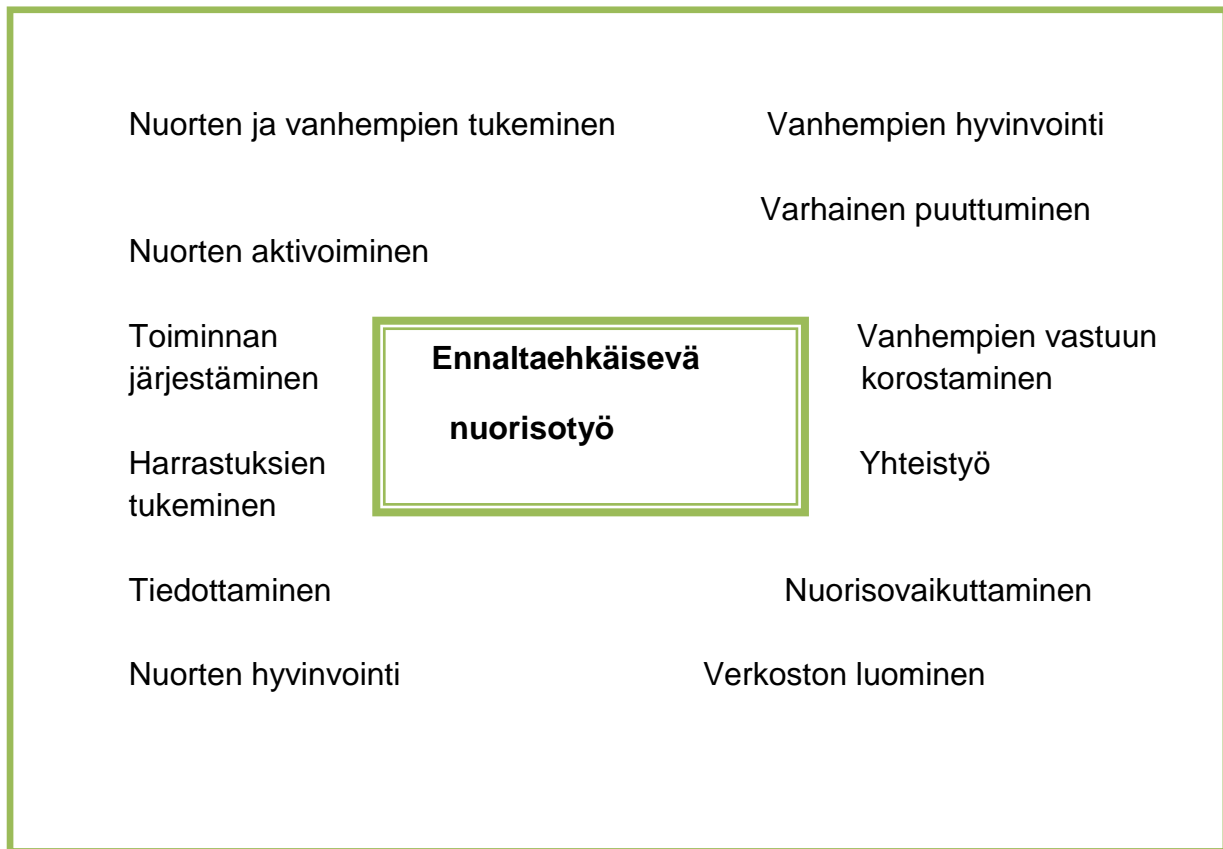 Nuorten ja vanhempien tukeminen
Vanhempien hyvinvointi
Varhainen puuttuminen
Nuorten aktivoiminen
Toiminnan
järjestäminen
Ennaltaehkäisevä
nuorisotyö
Vanhempien vastuun
korostaminen
Harrastuksien
tukeminen
Yhteistyö
Tiedottaminen
Nuorisovaikuttaminen
Nuorten hyvinvointi
Verkoston luominen